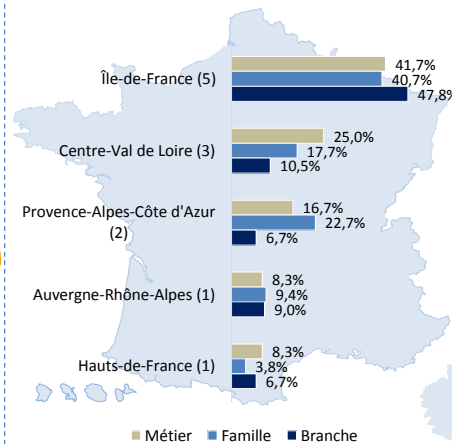 Île-de-France (5)
41,7%
40,7%
47,8%
Centre-Val de Loire (3)
25,0%
17,7%
10,5%
Provence-Alpes-Côte d'Azur
(2)
16,7%
22,7%
6,7%
Auvergne-Rhône-Alpes (1)
8,3%
9,4%
9,0%
Hauts-de-France (1)
8,3%
3,8%
6,7%
Métier Famille Branche